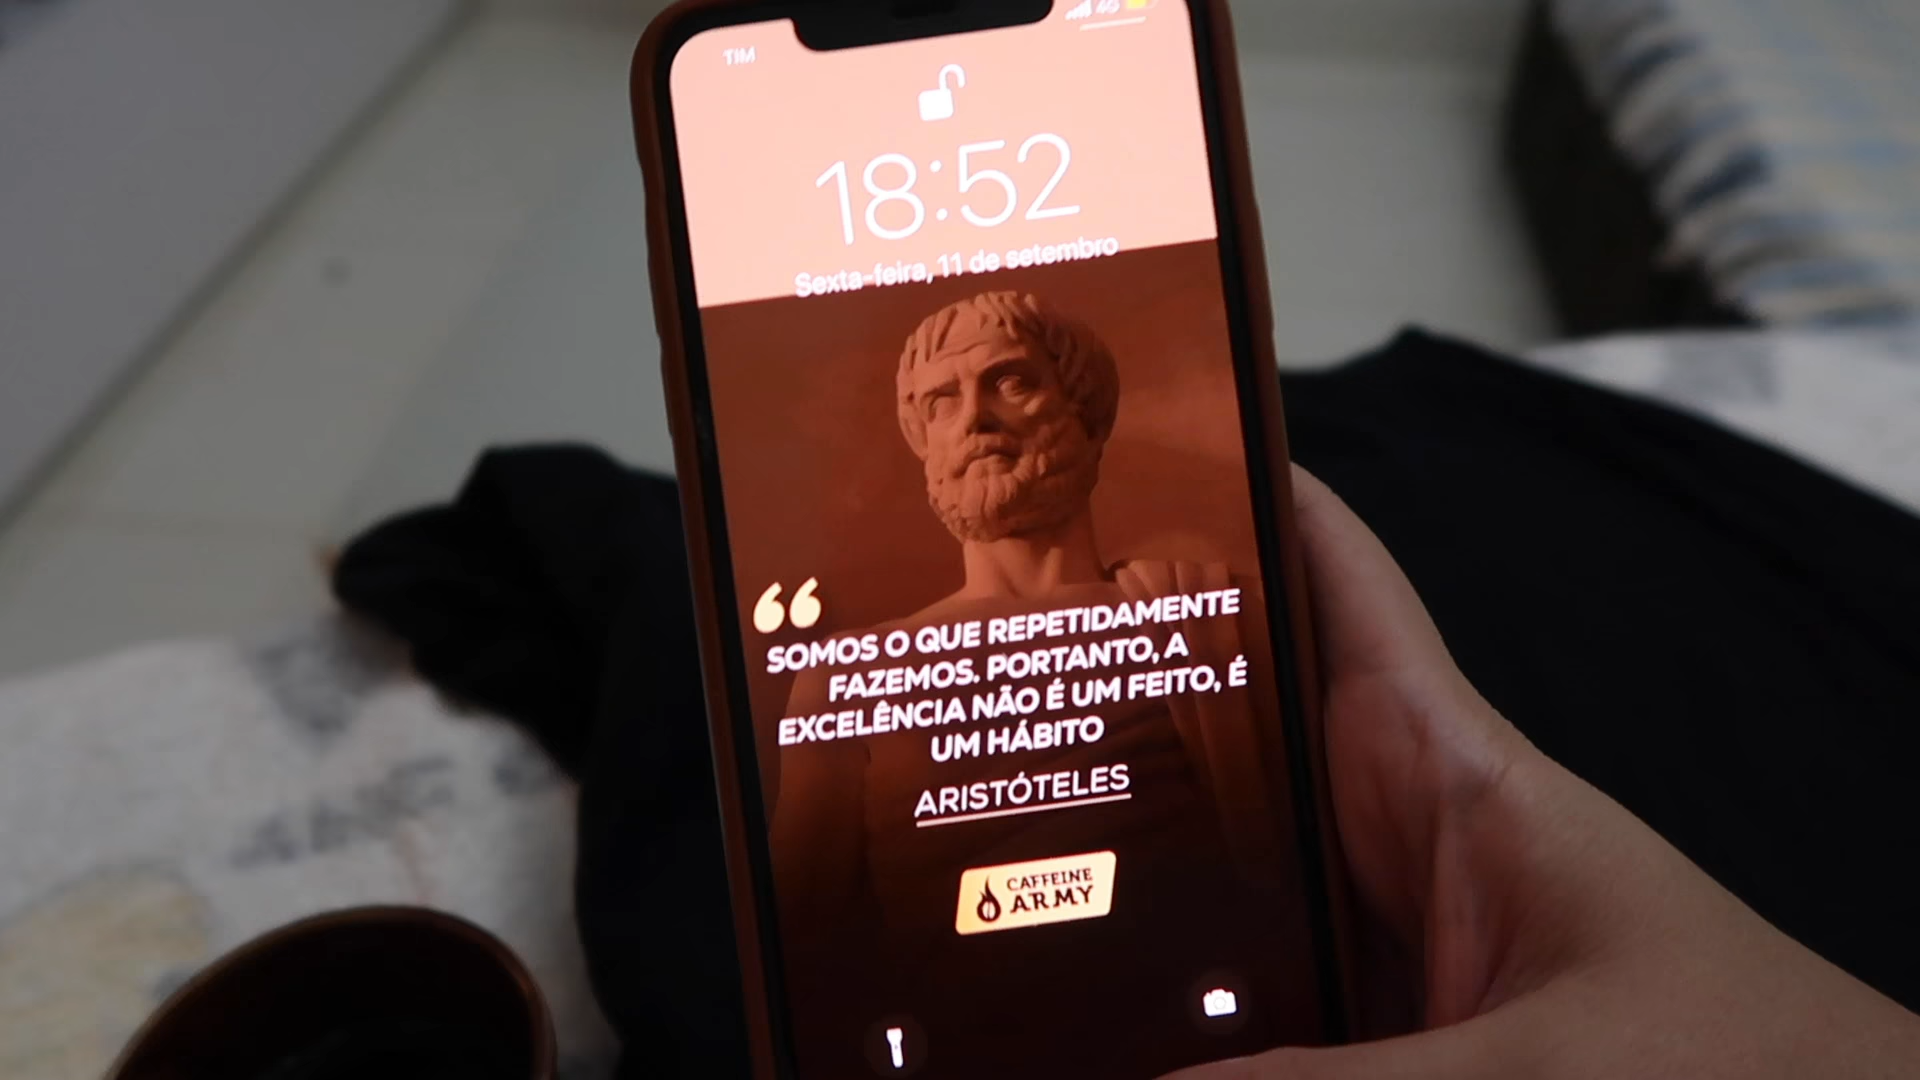 TIM 4G
18:52
Sexta-feira, 11 de setembro
SOMOS O QUE REPETIDAMENTE
FAZEMOS. PORTANTO, A
EXCELÊNCIA NÃO É UM FEITO, É
UM HÁBITO
ARISTÓTELES
CAFFEINE
ARMY